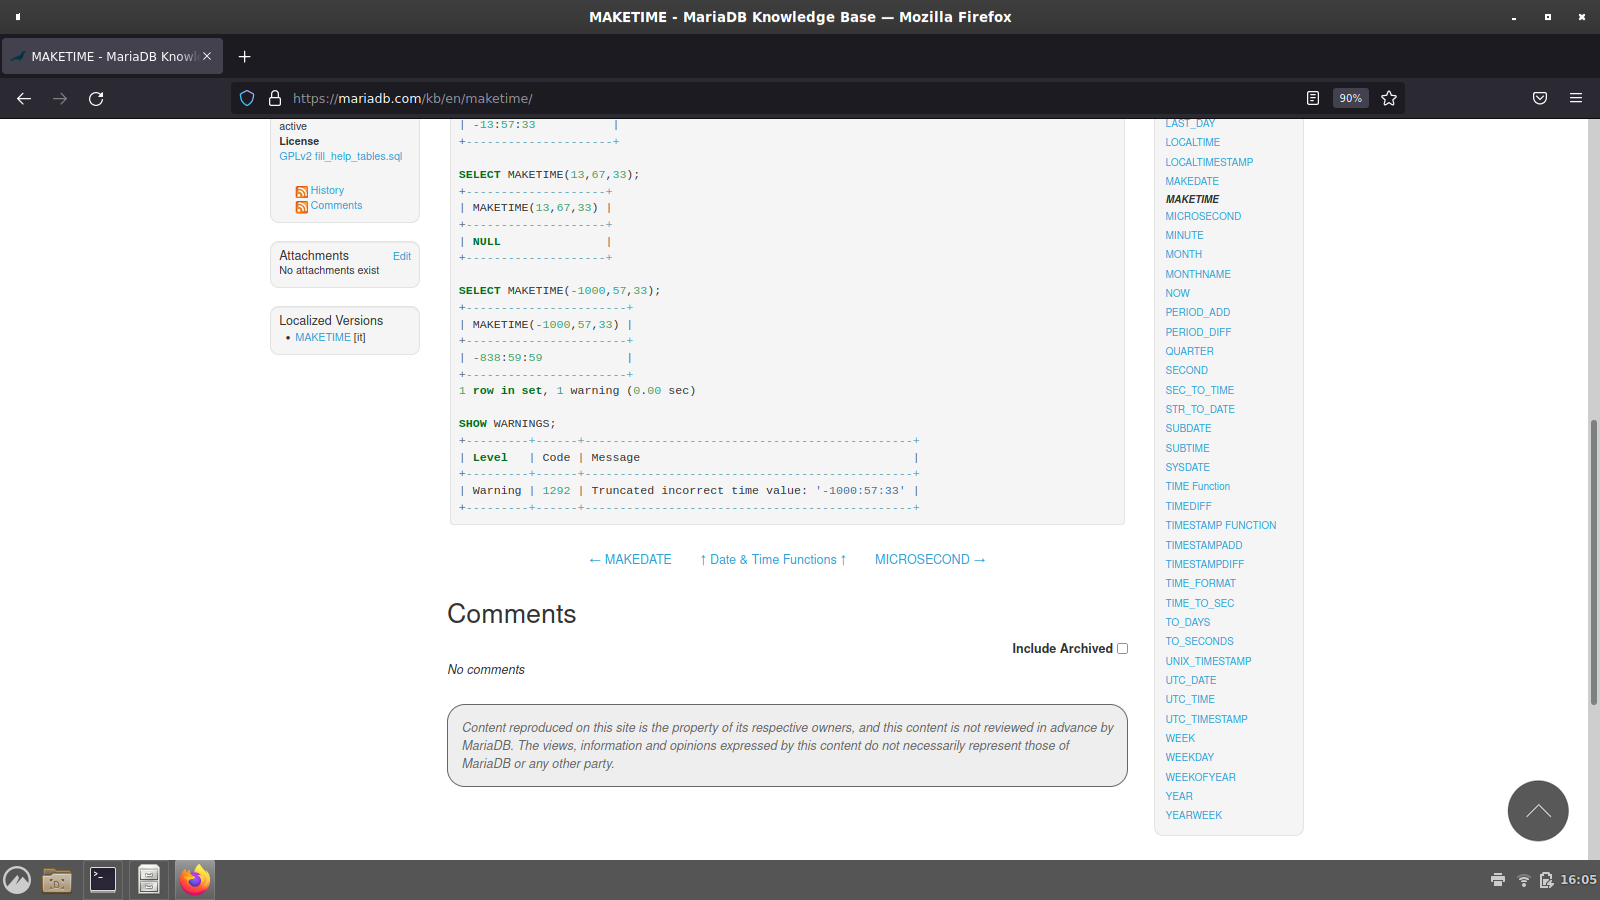 MAKETIME - MariaDB Knowledge Base — Mozilla Firefox
MAKETIME - MariaDB Knowl
https://mariadb.com/kb/en/maketime/
90%
active
License
GPLv2 fill_help_tables.sql
History
Comments
Attachments Edit
No attachments exist
Localized Versions
• MAKETIME [it]
| -13:57:33           |
+---------------------+
SELECT MAKETIME(13,67,33);
+--------------------+
| MAKETIME(13,67,33) |
+--------------------+
| NULL               |
+--------------------+
SELECT MAKETIME(-1000,57,33);
+-----------------------+
| MAKETIME(-1000,57,33) |
+-----------------------+
| -838:59:59            |
+-----------------------+
1 row in set, 1 warning (0.00 sec)
SHOW WARNINGS;
+---------+------+-----------------------------------------------+
| Level   | Code | Message                                       |
+---------+------+-----------------------------------------------+
| Warning | 1292 | Truncated incorrect time value: '-1000:57:33' |
+---------+------+-----------------------------------------------+
← MAKEDATE ↑ Date & Time Functions ↑ MICROSECOND →
Comments
Include Archived
No comments
Content reproduced on this site is the property of its respective owners, and this content is not reviewed in advance by
MariaDB. The views, information and opinions expressed by this content do not necessarily represent those of
MariaDB or any other party.
LAST_DAY
LOCALTIME
LOCALTIMESTAMP
MAKEDATE
MAKETIME
MICROSECOND
MINUTE
MONTH
MONTHNAME
NOW
PERIOD_ADD
PERIOD_DIFF
QUARTER
SECOND
SEC_TO_TIME
STR_TO_DATE
SUBDATE
SUBTIME
SYSDATE
TIME Function
TIMEDIFF
TIMESTAMP FUNCTION
TIMESTAMPADD
TIMESTAMPDIFF
TIME_FORMAT
TIME_TO_SEC
TO_DAYS
TO_SECONDS
UNIX_TIMESTAMP
UTC_DATE
UTC_TIME
UTC_TIMESTAMP
WEEK
WEEKDAY
WEEKOFYEAR
YEAR
YEARWEEK
16:05